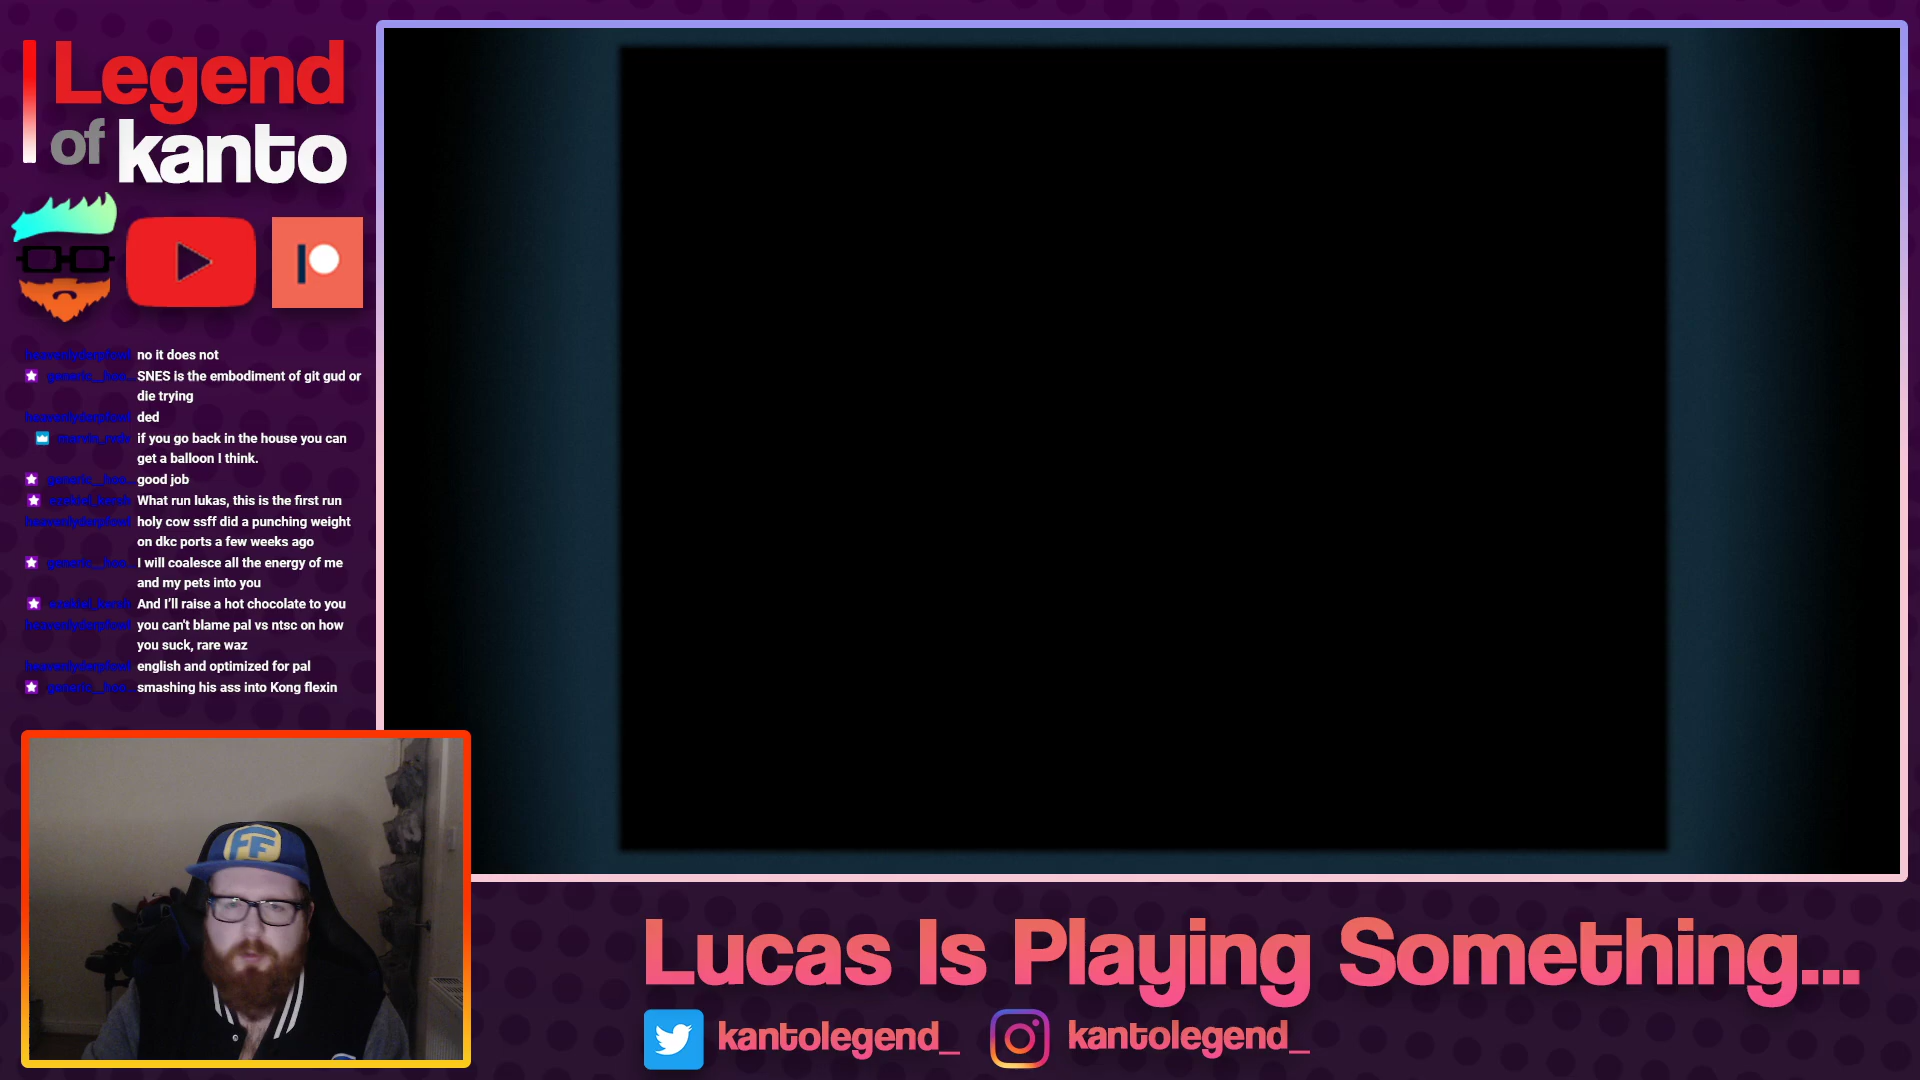 Legend
of kanto
no it does not
SNES is the embodiment of git gud or
die trying
ded
if you go back in the house you can
get a balloon I think.
good job
What run lukas, this is the first run
holy cow ssff did a punching weight
on dkc ports a few weeks ago
I will coalesce all the energy of me
and my pets into you
And I'll raise a hot chocolate to you
you can't blame pal vs ntsc on how
you suck, rare waz
english and optimized for pal
smashing his ass into Kong flexin
FF
Lucas Is Playing Something...
kantolegend_ kantolegend_